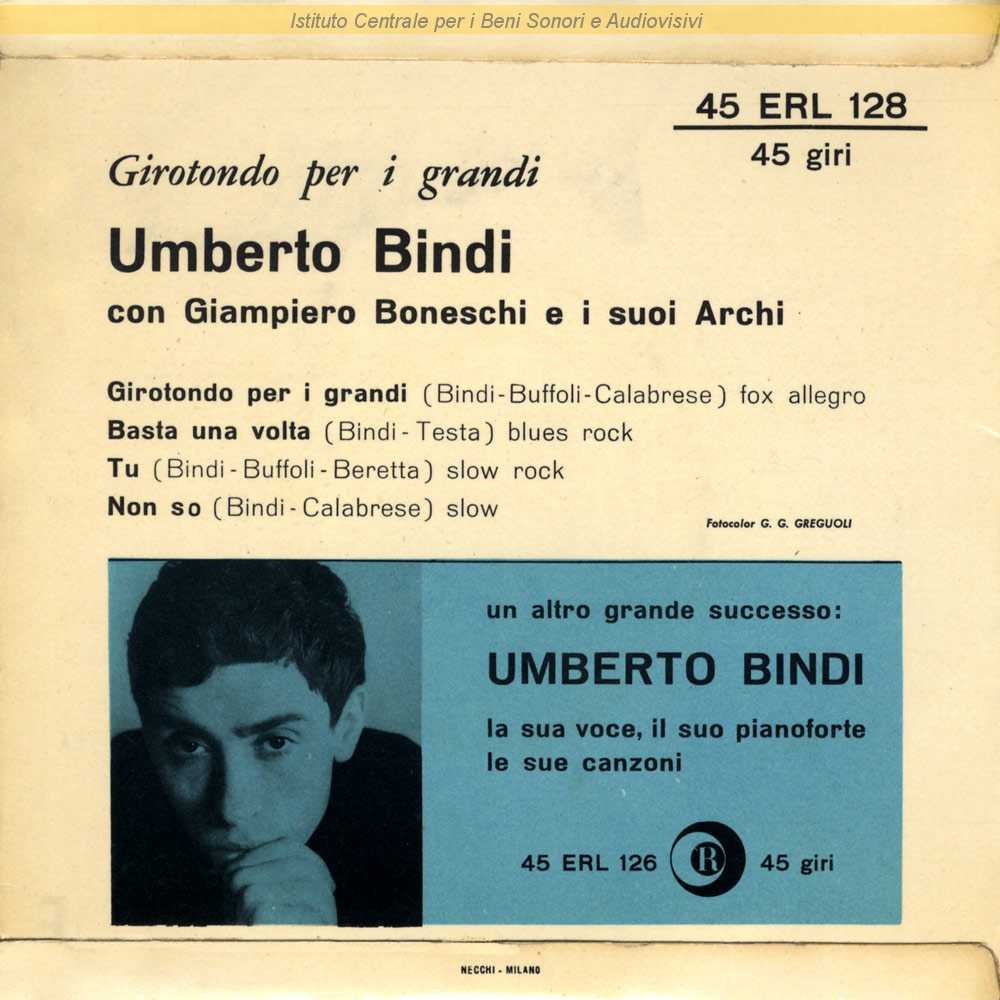 Istituto Centrale per i Beni Sonori e Audiovisivi
45 ERL 128
45 giri
Girotondo per i grandi
Umberto Bindi
con Giampiero Boneschi e i suoi Archi
Girotondo per i grandi (Bindi-Buffoli-Calabrese) fox allegro
Basta una volta (Bindi - Testa) blues rock
Tu (Bindi - Buffoli - Beretta) slow rock
Non so (Bindi - Calabrese) slow
Fotocolor G. G. GREGUOLI
un altro grande successo:
UMBERTO BINDI
la sua voce, il suo pianoforte
le sue canzoni
45 ERL 126 R 45 giri
NECCHI - MILANO